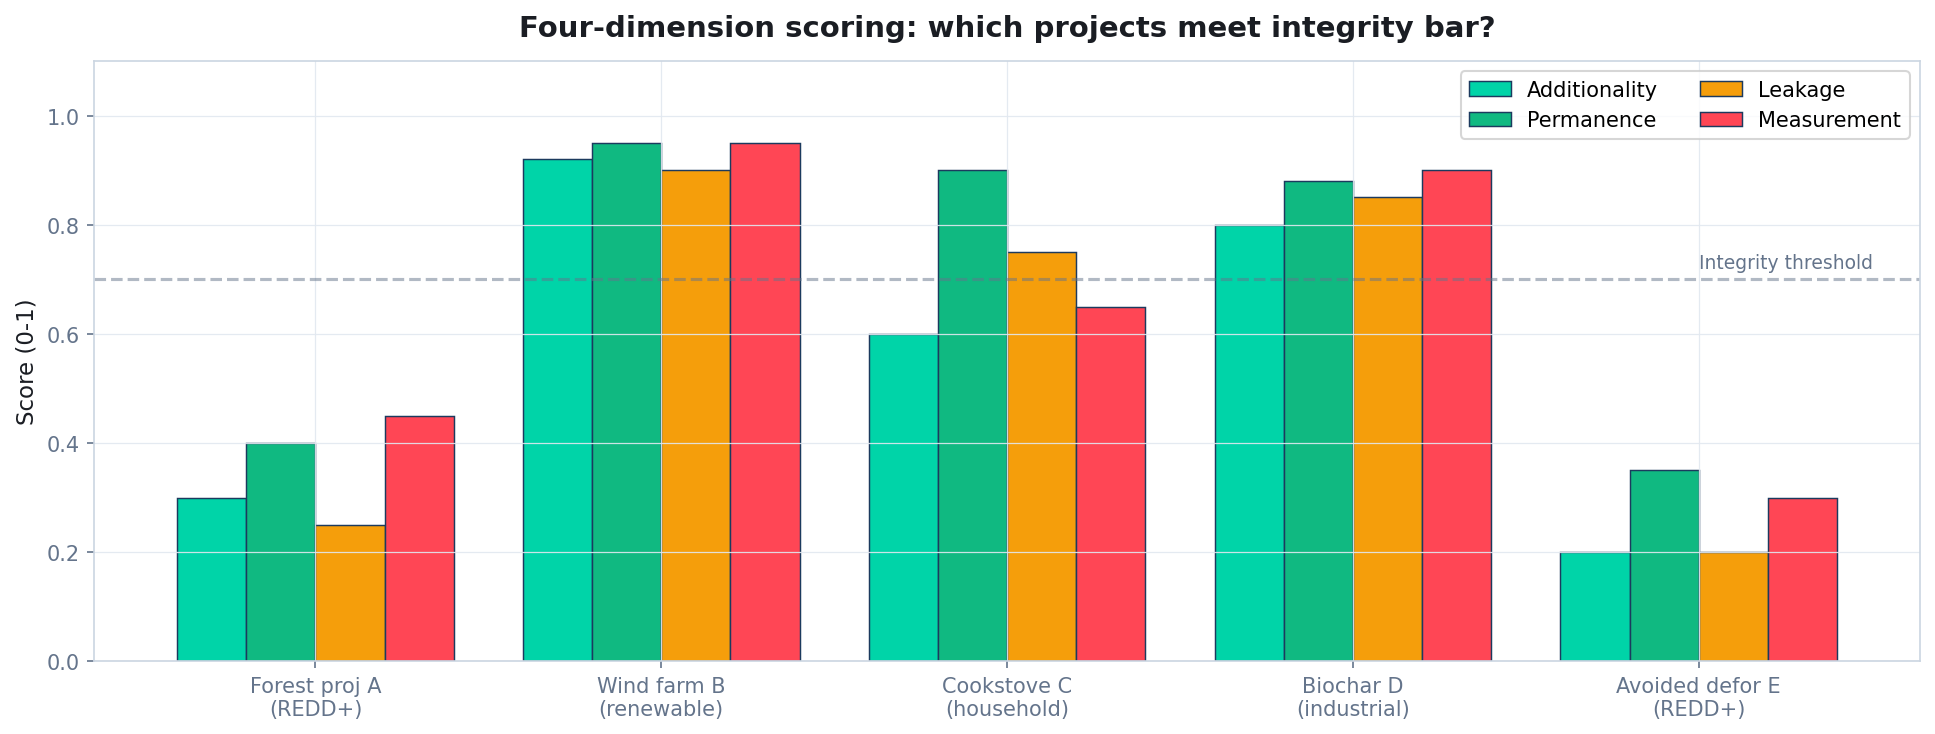 Four-dimension scoring: which projects meet integrity bar?
Additionality
Permanence
Leakage
Measurement
Integrity threshold
Score (0-1)
1.0
0.8
0.6
0.4
0.2
0.0
Forest proj A
(REDD+)
Wind farm B
(renewable)
Cookstove C
(household)
Biochar D
(industrial)
Avoided defor E
(REDD+)